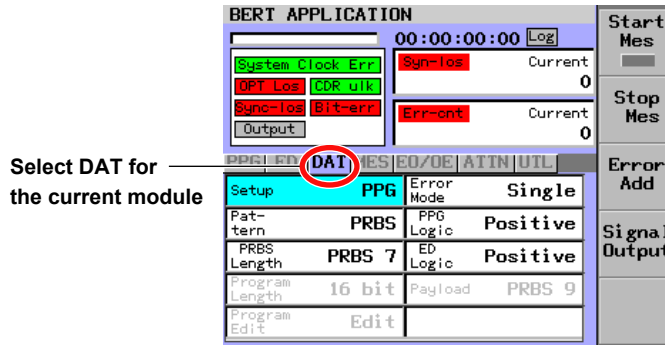 BERT APPLICATION
00:00:00:00 Log
System Clock Err
OPT Los CDR ulk
Sync-los Bit-err
Output
Syn-los Current
0
Err-cnt Current
0
Select DAT for
the current module
PPG ED DAT MES EO/OE ATTN UTL
Setup PPG
Error Mode Single
Pat-tern PRBS
PPG Logic Positive
PRBS Length PRBS 7
ED Logic Positive
Program Length 16 bit
Payload PRBS 9
Program Edit Edit
Start
Mes
Stop
Mes
Error
Add
Signal
Output